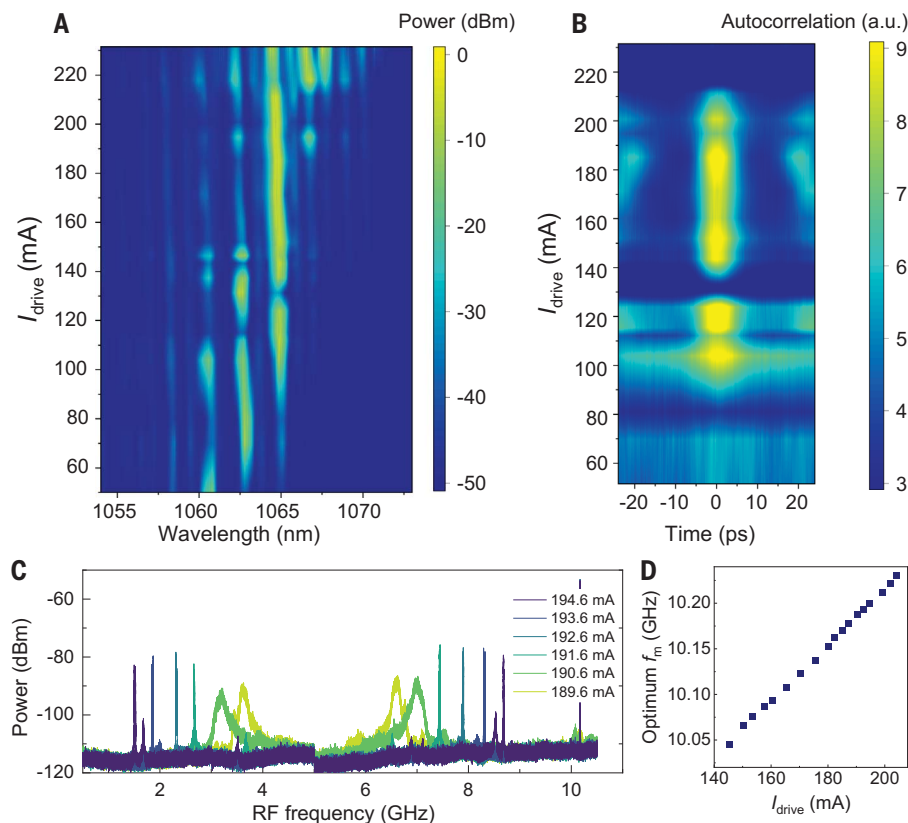 A
Power (dBm)
220
200
180
160
140
120
100
80
60
I_drive (mA)
1055
1060
1065
1070
Wavelength (nm)
0
-10
-20
-30
-40
-50
B
Autocorrelation (a.u.)
220
200
180
160
140
120
100
80
60
I_drive (mA)
-20
-10
0
10
20
Time (ps)
9
8
7
6
5
4
3
C
-60
-80
-100
-120
Power (dBm)
194.6 mA
193.6 mA
192.6 mA
191.6 mA
190.6 mA
189.6 mA
2
4
6
8
10
RF frequency (GHz)
D
Optimum f_m (GHz)
10.20
10.15
10.10
10.05
140
160
180
200
I_drive (mA)